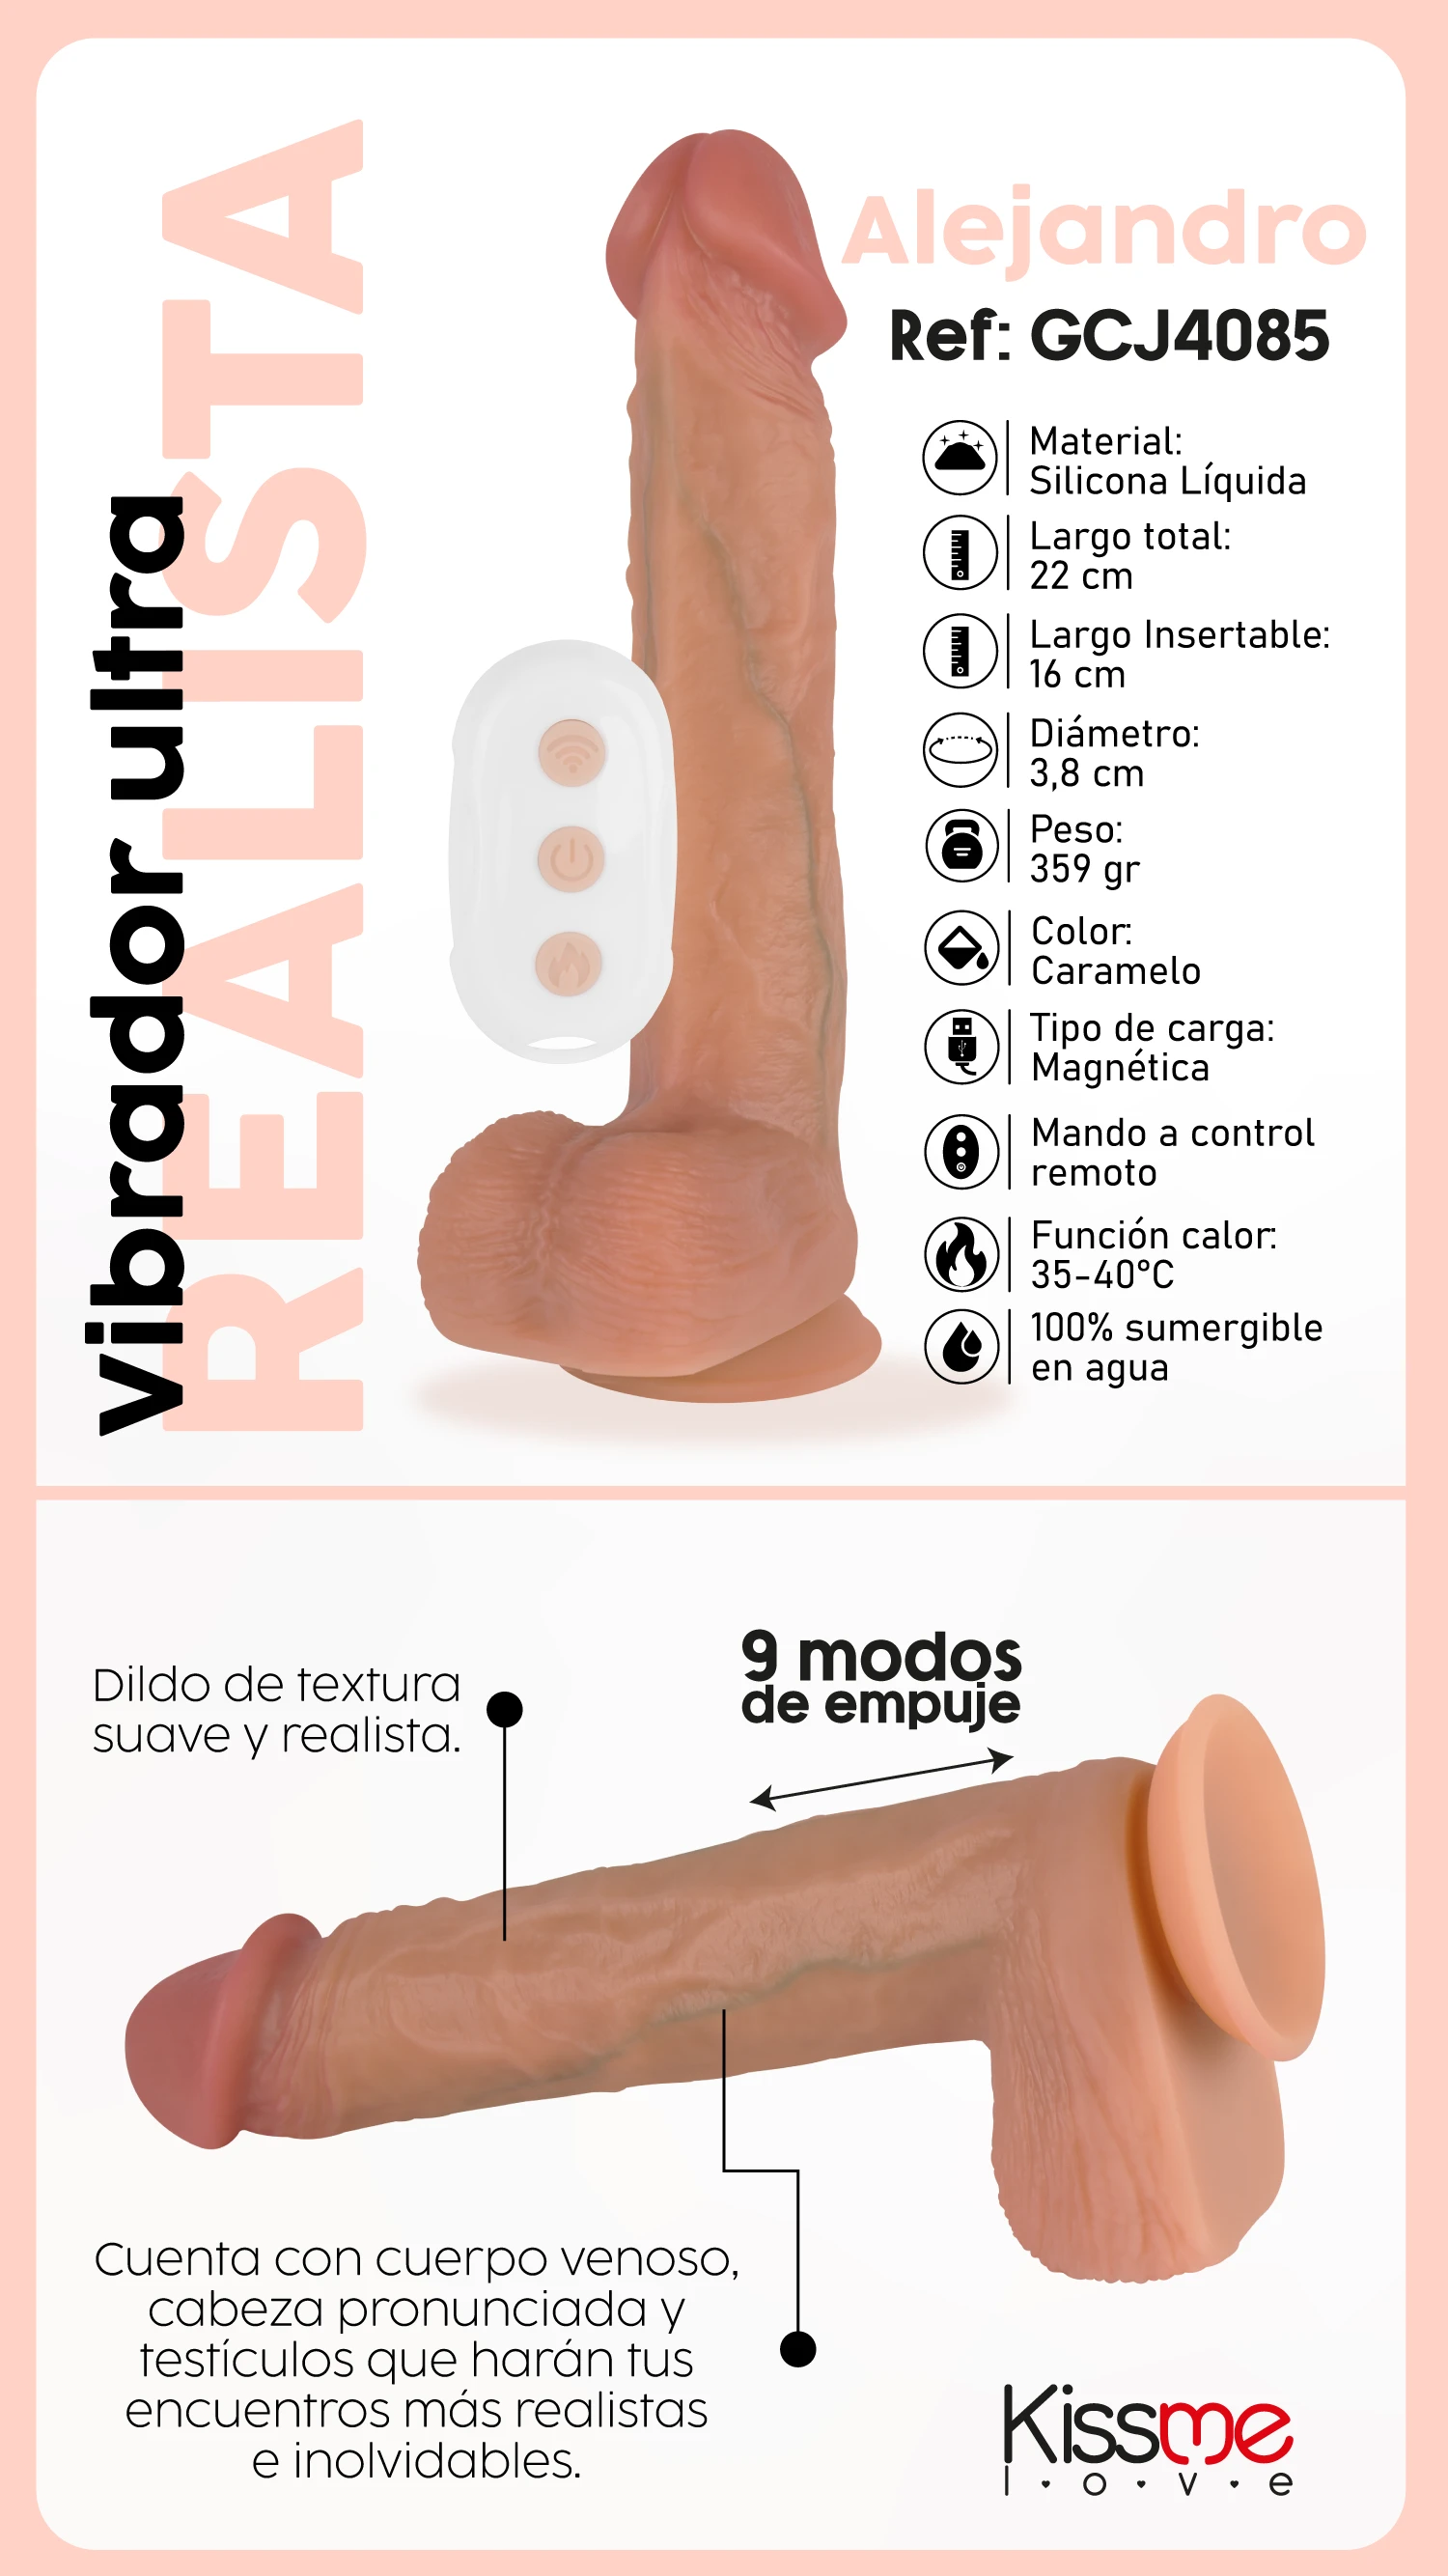 vibrador ultra
REALISTA
Alejandro
Ref: GCJ4085
Material:
Silicona Líquida
Largo total:
22 cm
Largo Insertable:
16 cm
Diámetro:
3,8 cm
Peso:
359 gr
Color:
Caramelo
Tipo de carga:
Magnética
Mando a control
remoto
Función calor:
35-40°C
100% sumergible
en agua
9 modos
de empuje
Dildo de textura
suave y realista.
Cuenta con cuerpo venoso,
cabeza pronunciada y
testículos que harán tus
encuentros más realistas
e inolvidables.
Kissme
love